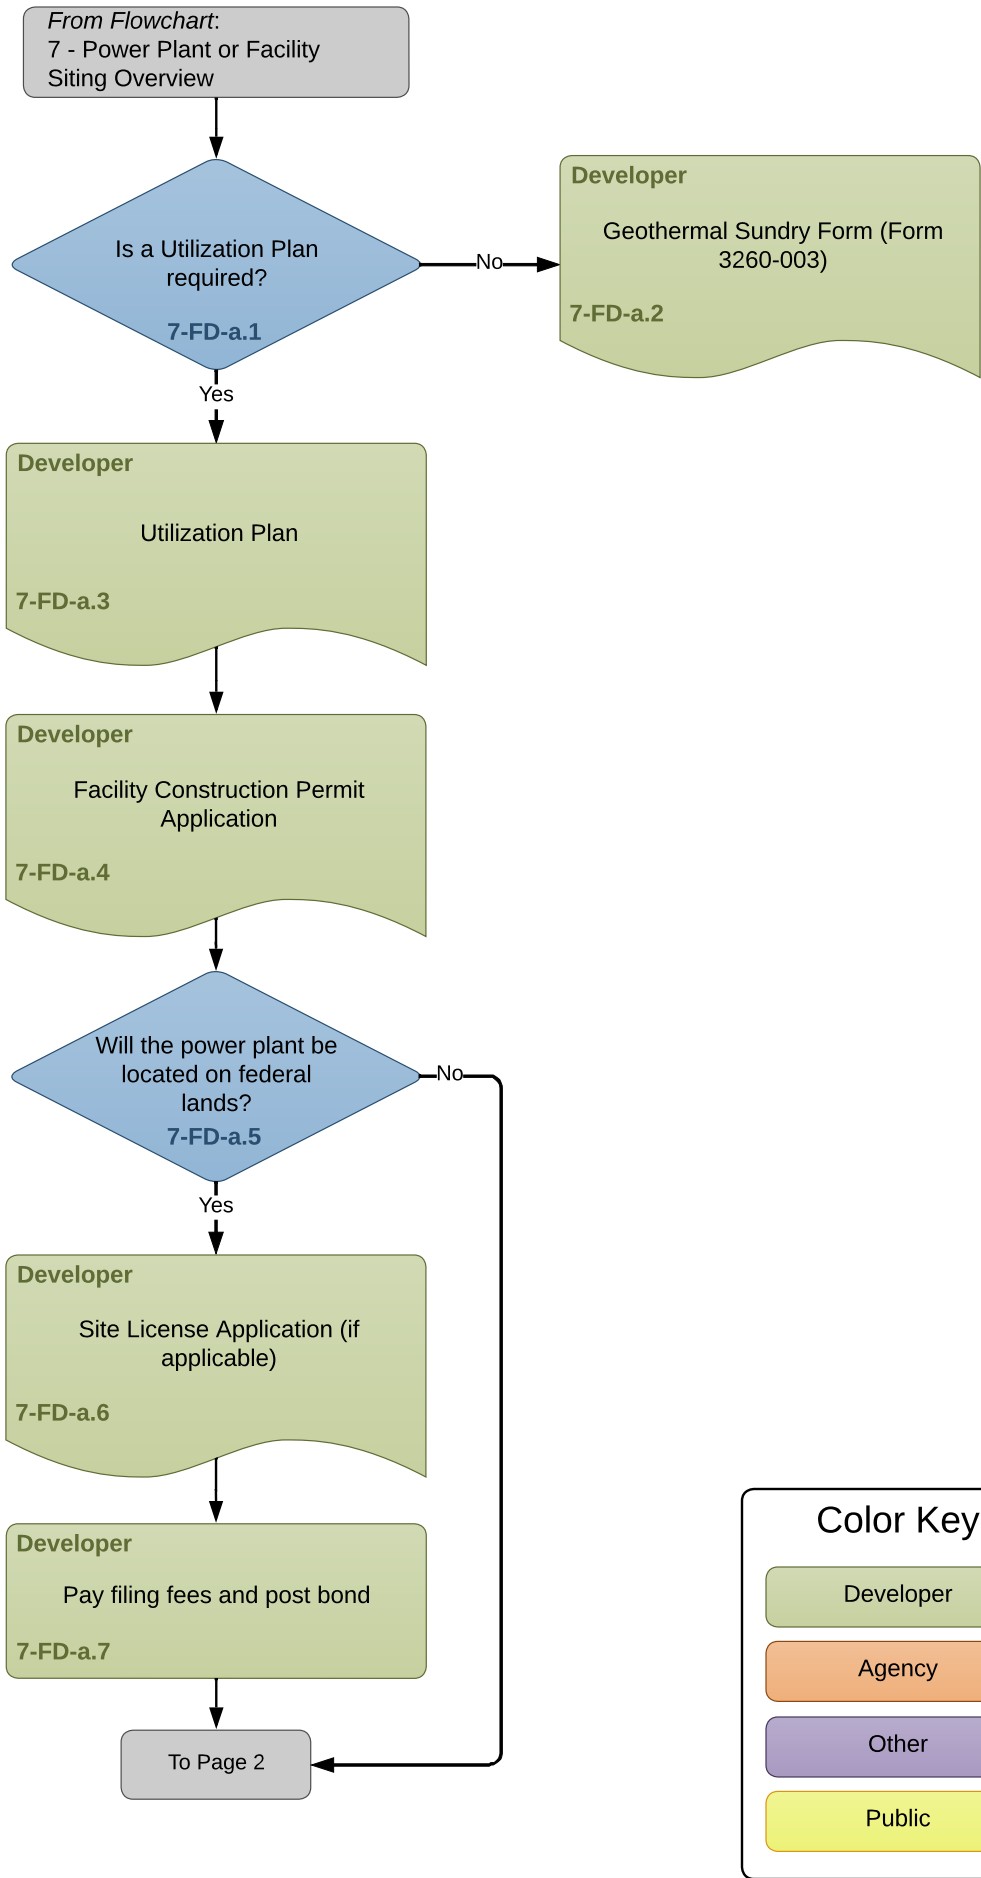 From Flowchart:
7 - Power Plant or Facility
Siting Overview
Is a Utilization Plan
required?
7-FD-a.1
No
Developer
Geothermal Sundry Form (Form
3260-003)
7-FD-a.2
Yes
Developer
Utilization Plan
7-FD-a.3
Developer
Facility Construction Permit
Application
7-FD-a.4
Will the power plant be
located on federal
lands?
7-FD-a.5
No
Yes
Developer
Site License Application (if
applicable)
7-FD-a.6
Developer
Pay filing fees and post bond
7-FD-a.7
To Page 2
Color Key
Developer
Agency
Other
Public